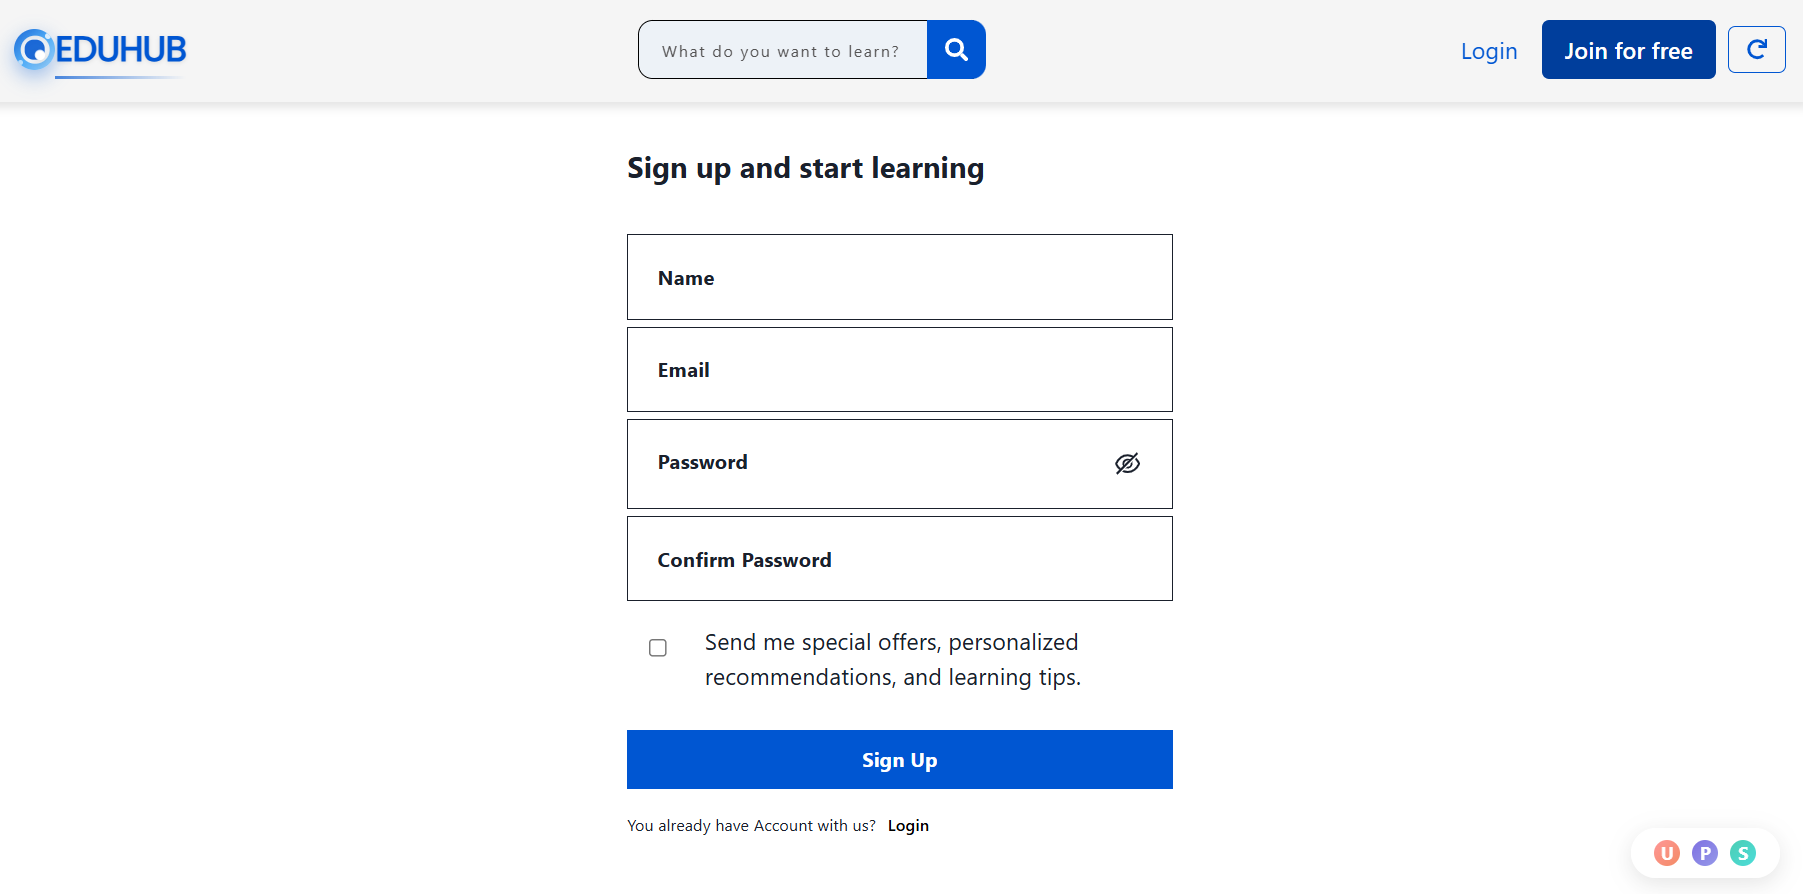 EDUHUB
What do you want to learn?
Login
Join for free
Sign up and start learning
Name
Email
Password
Confirm Password
Send me special offers, personalized
recommendations, and learning tips.
Sign Up
You already have Account with us? Login
U P S